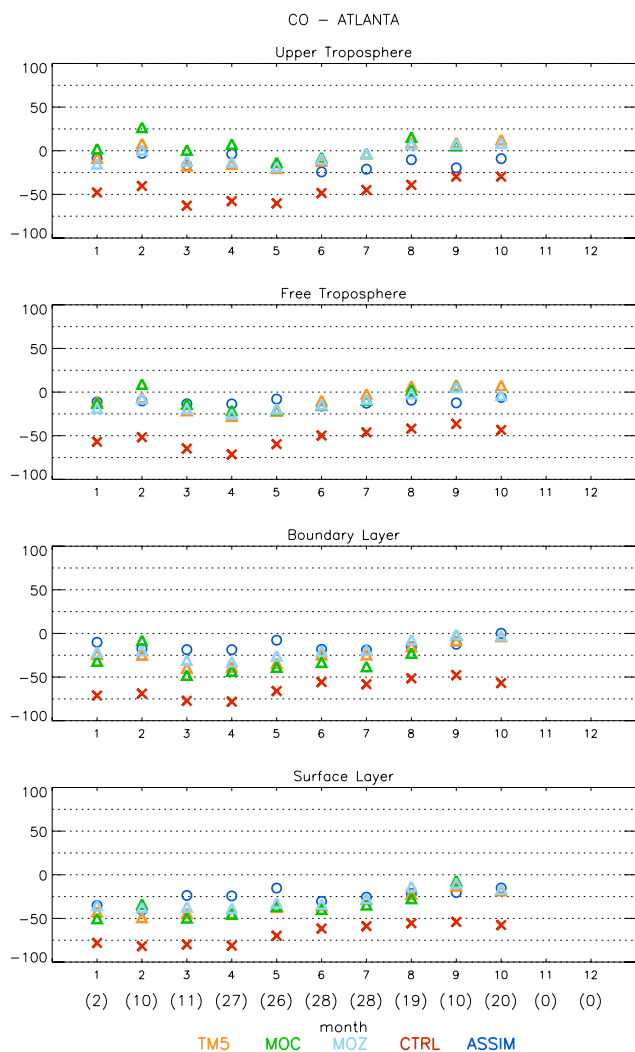 CO – ATLANTA
Upper Troposphere
100
50
0
−50
−100
1 2 3 4 5 6 7 8 9 10 11 12
Free Troposphere
100
50
0
−50
−100
1 2 3 4 5 6 7 8 9 10 11 12
Boundary Layer
100
50
0
−50
−100
1 2 3 4 5 6 7 8 9 10 11 12
Surface Layer
100
50
0
−50
−100
1 2 3 4 5 6 7 8 9 10 11 12
(2) (10) (11) (27) (26) (28) (28) (19) (10) (20) (0) (0)
month
TM5 MOC MOZ CTRL ASSIM